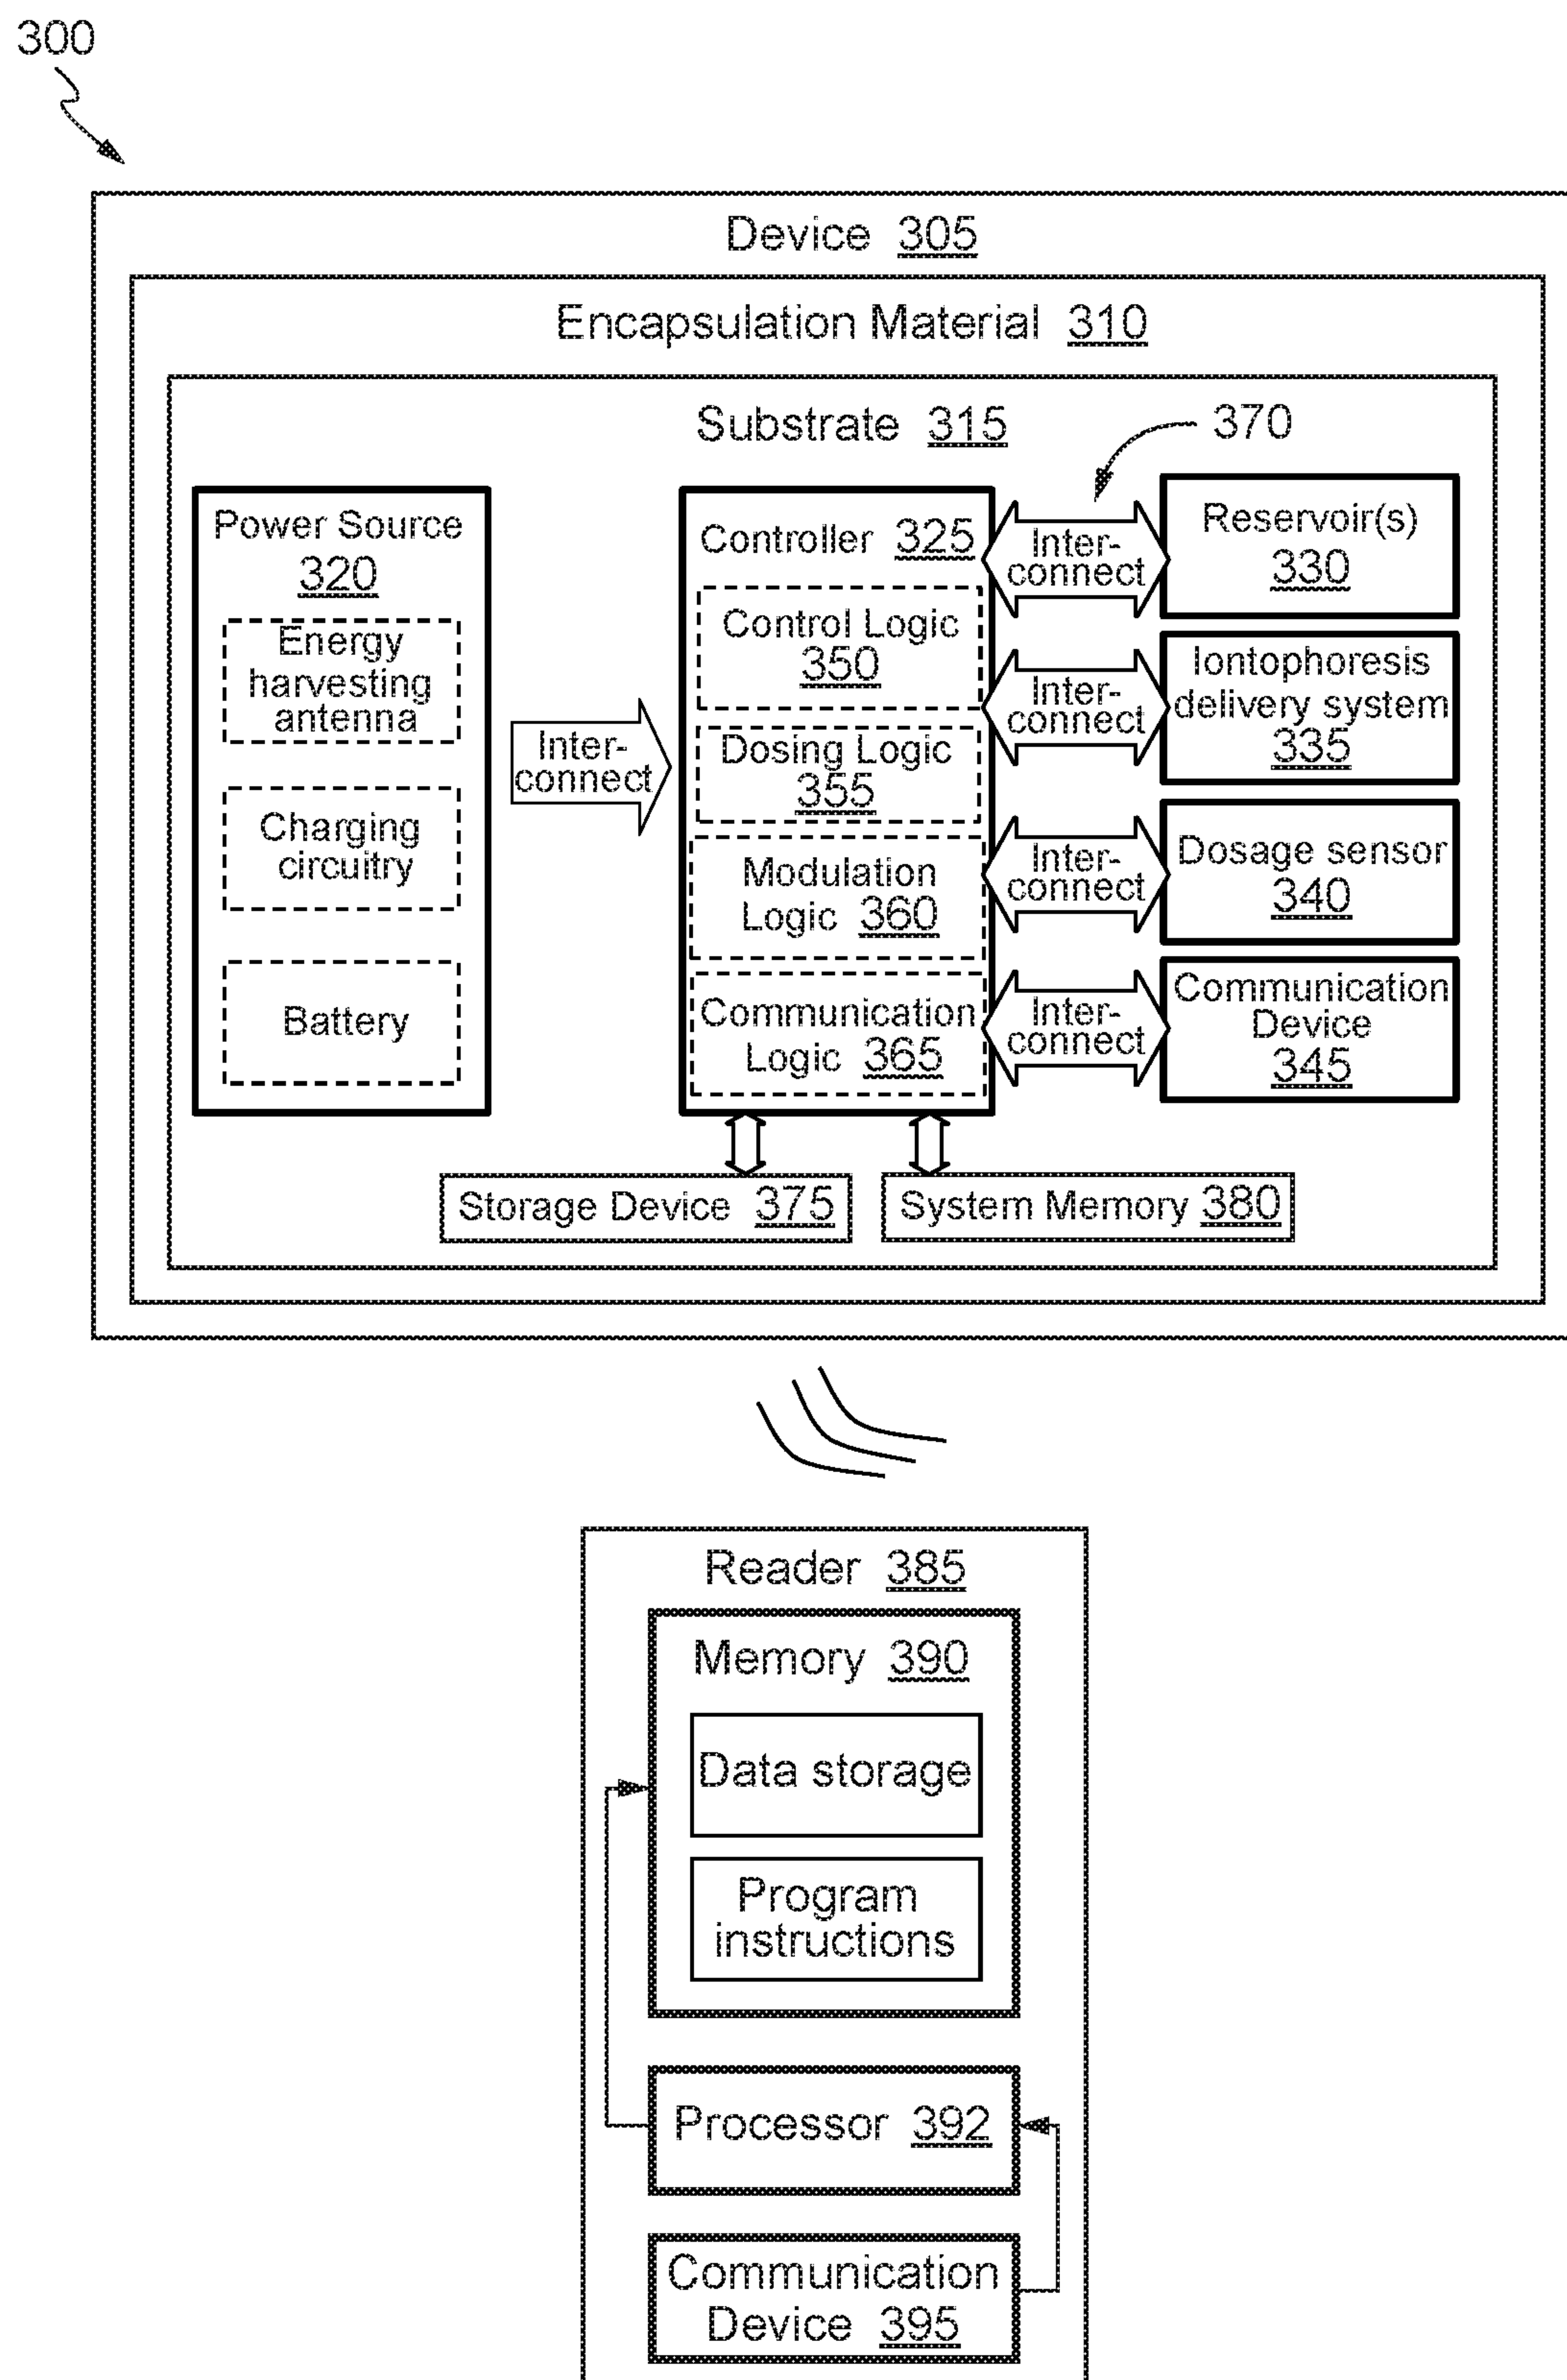 300
Device 305
Encapsulation Material 310
Substrate 315
370
Power Source
320
Energy
harvesting
antenna
Charging
circuitry
Battery
Inter-
connect
Controller 325
Control Logic
350
Dosing Logic
355
Modulation
Logic 360
Communication
Logic 365
Inter-
connect
Inter-
connect
Inter-
connect
Inter-
connect
Reservoir(s)
330
Iontophoresis
delivery system
335
Dosage sensor
340
Communication
Device
345
Storage Device 375
System Memory 380
Reader 385
Memory 390
Data storage
Program
instructions
Processor 392
Communication
Device 395